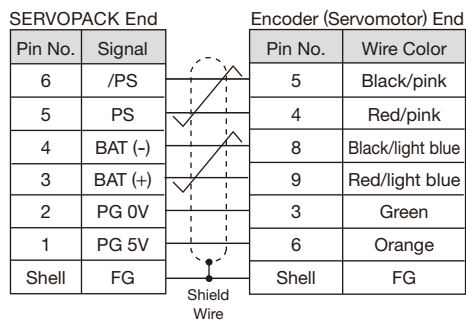 SERVOPACK End Encoder (Servomotor) End
Pin No. Signal Pin No. Wire Color
6 /PS 5 Black/pink
5 PS 4 Red/pink
4 BAT (-) 8 Black/light blue
3 BAT (+) 9 Red/light blue
2 PG 0V 3 Green
1 PG 5V 6 Orange
Shell FG Shell FG
Shield
Wire